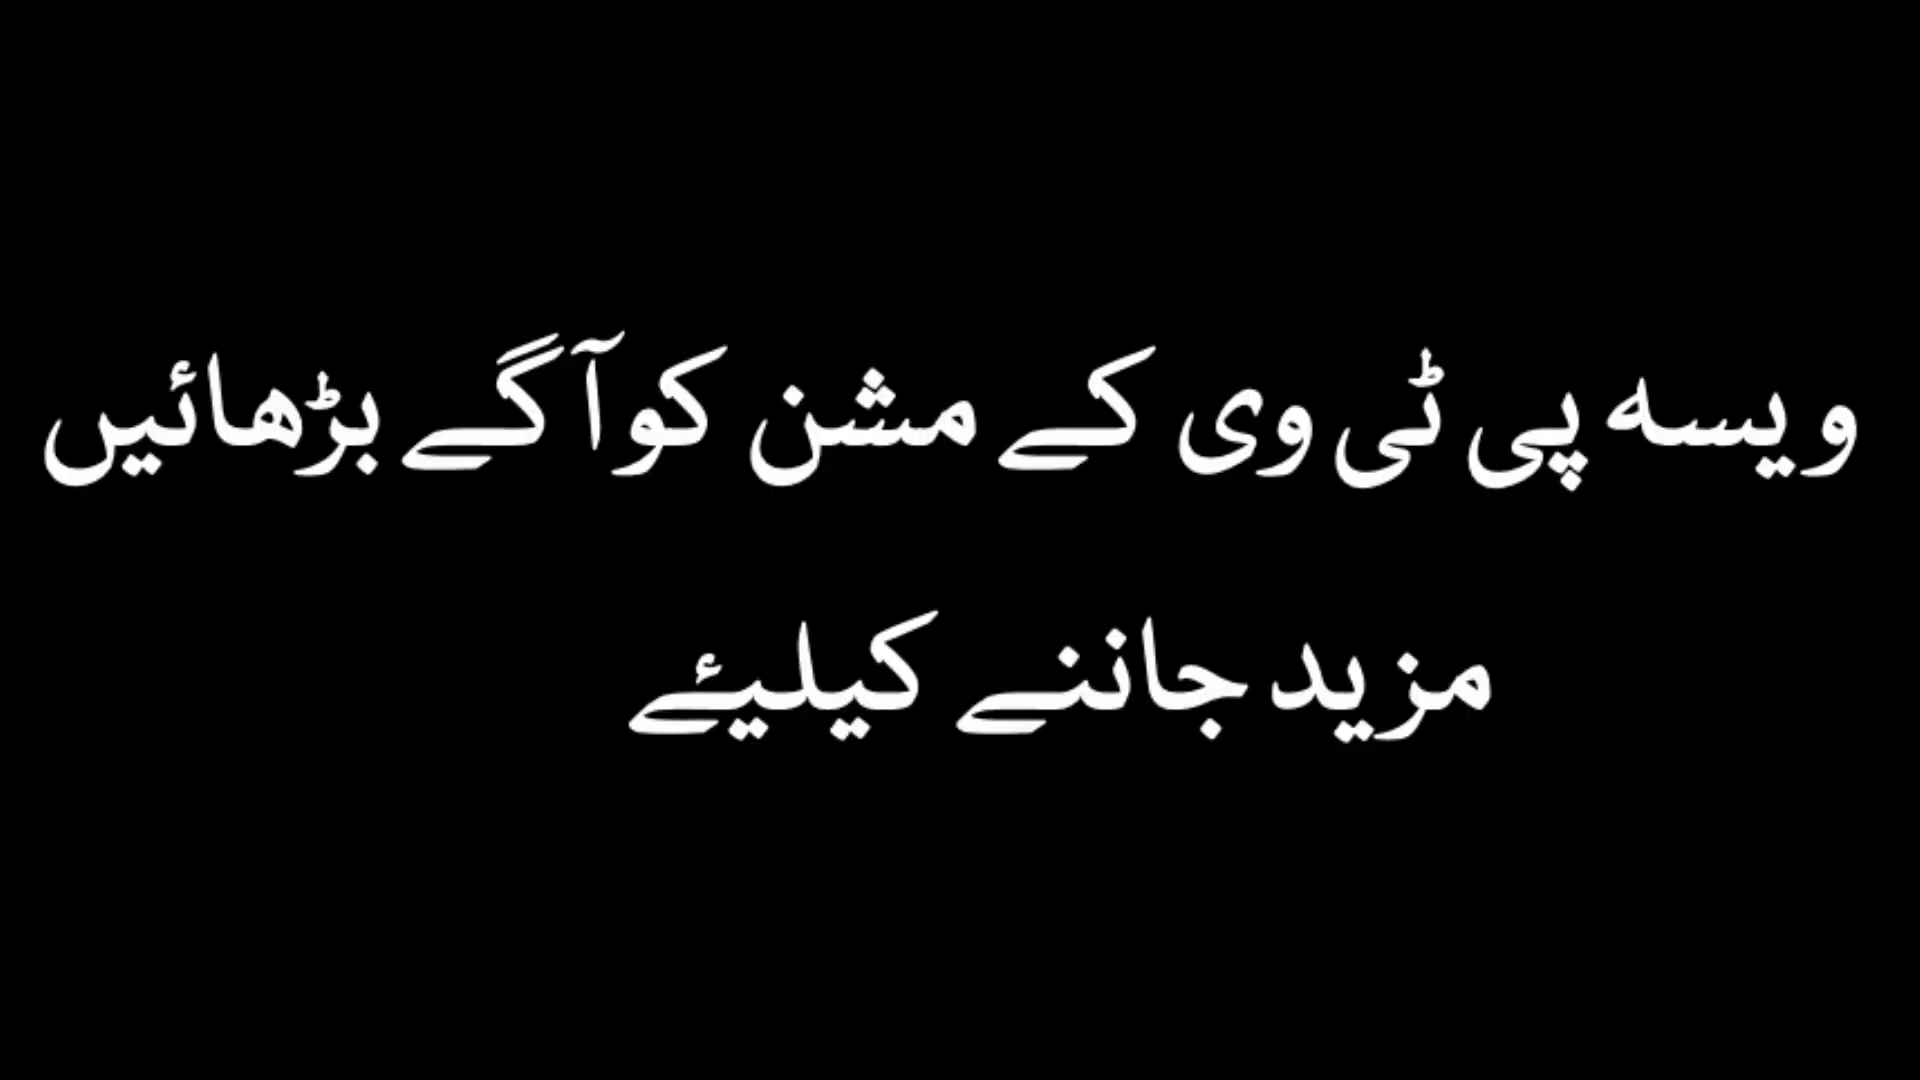 ویسہ پی ٹی وی کے مشن کو آگے بڑھائیں
مزید جاننے کیلیئے